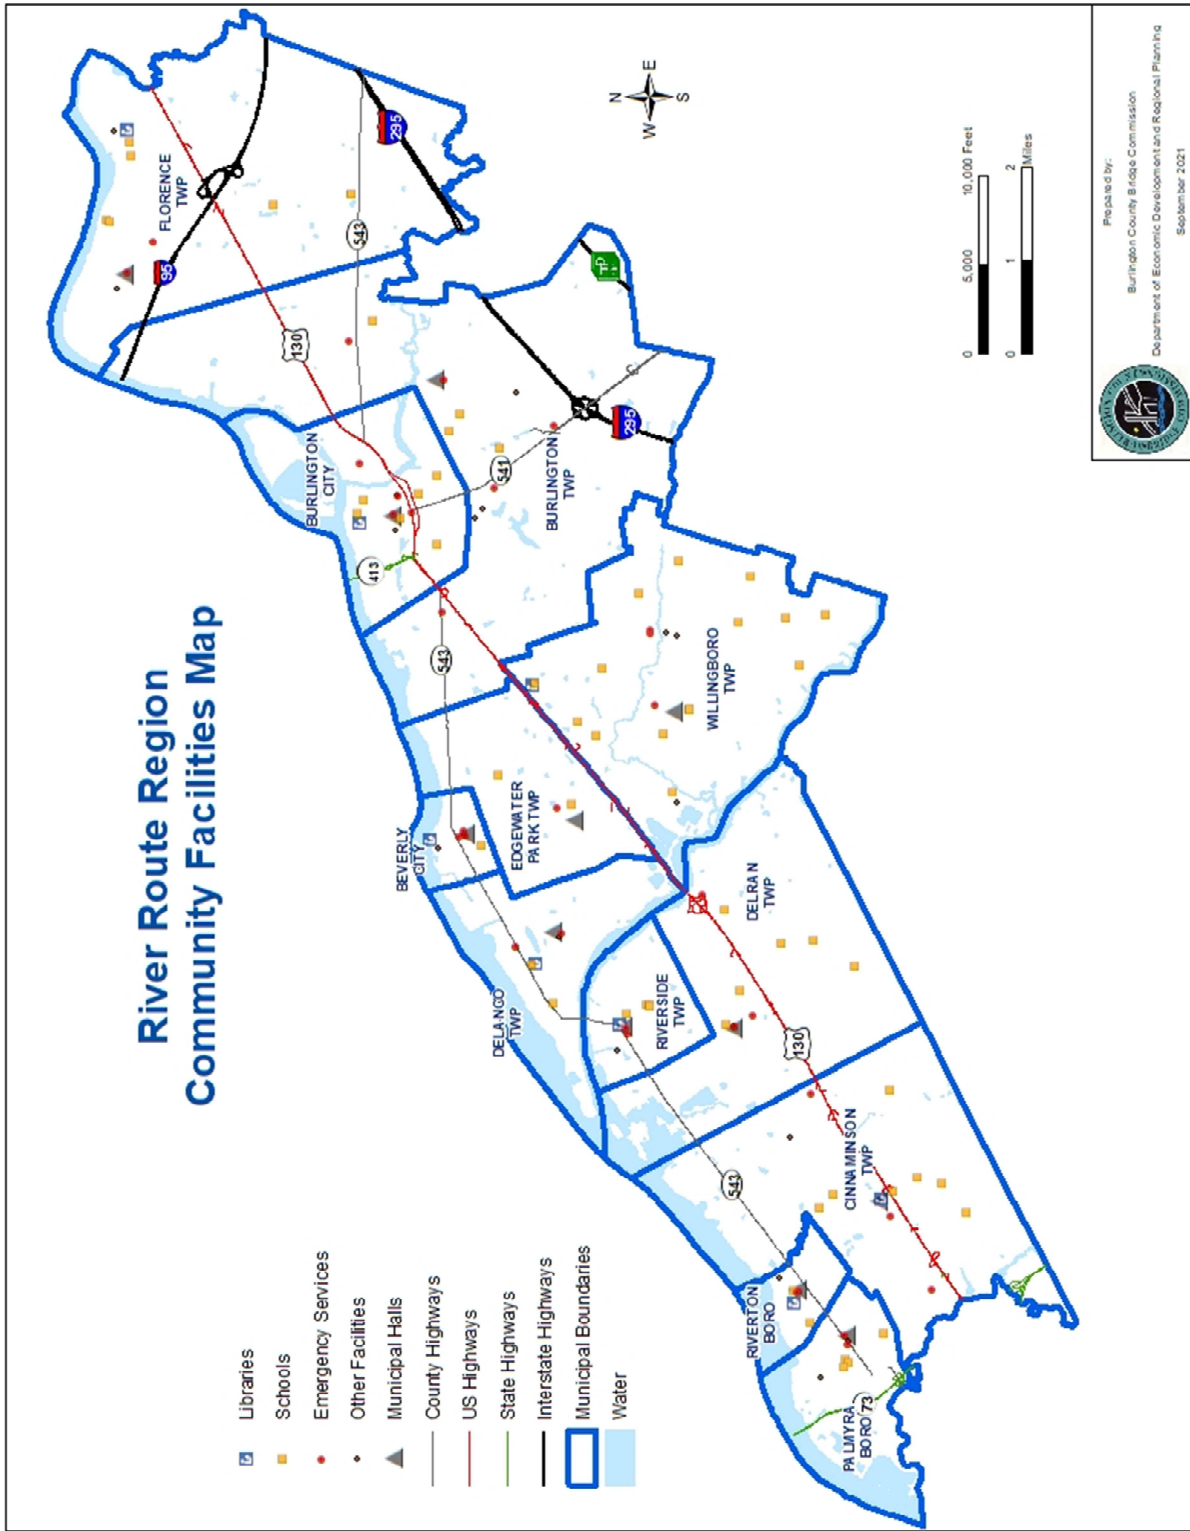 River Route Region
Community Facilities Map
Libraries
Schools
Emergency Services
Other Facilities
Municipal Halls
County Highways
US Highways
State Highways
Interstate Highways
Municipal Boundaries
Water
FLORENCE
TWP
95
295
543
130
BURLINGTON
CITY
413
541
BURLINGTON
TWP
295
TP
543
BEVERLY
CITY
EDGEWATER
PARK TWP
WILLINGBORO
TWP
DELANCO
TWP
RIVERSIDE
TWP
DELRAN
TWP
130
543
CINNAMINSON
TWP
RIVERTON
BORO
PALMYRA
BORO
73
N
W
E
S
0 5,000 10,000 Feet
0 1 2
Miles
Prepared by:
Burlington County Bridge Commission
Department of Economic Development and Regional Planning
September 2021